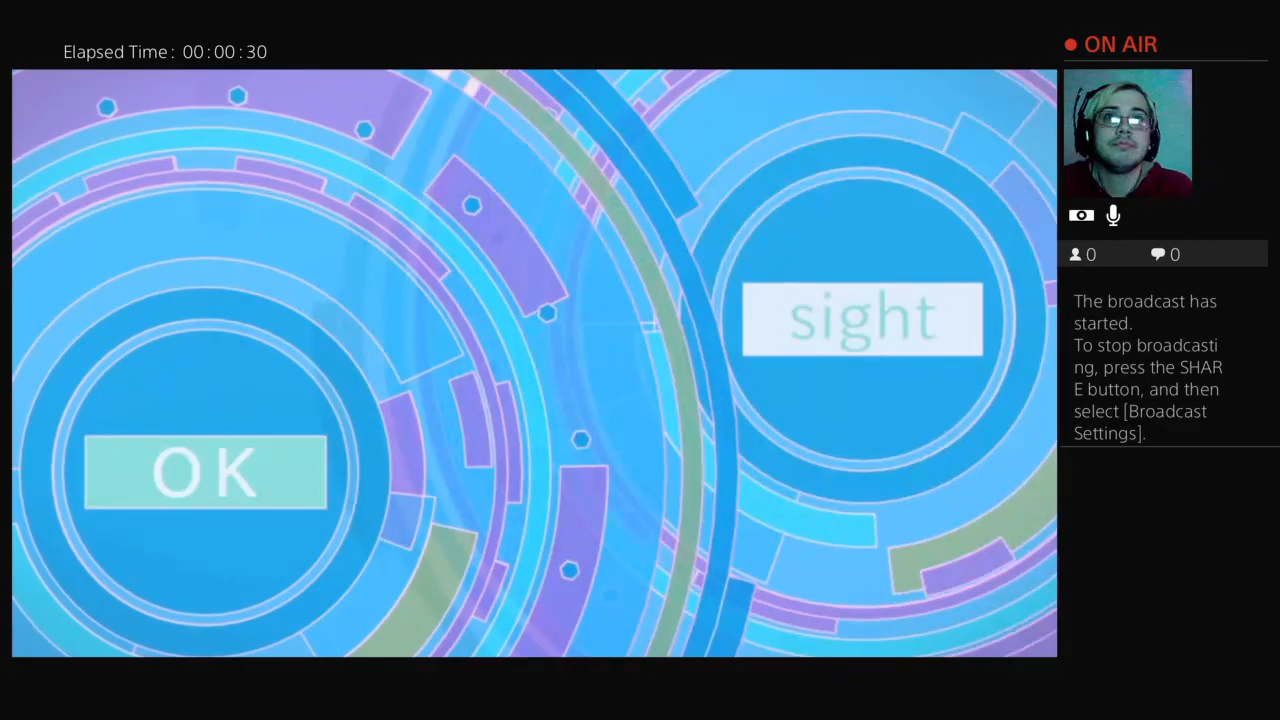 Elapsed Time: 00:00:30
ON AIR
0 0
The broadcast has
started.
To stop broadcasti
ng, press the SHAR
E button, and then
select [Broadcast
Settings].
sight
OK